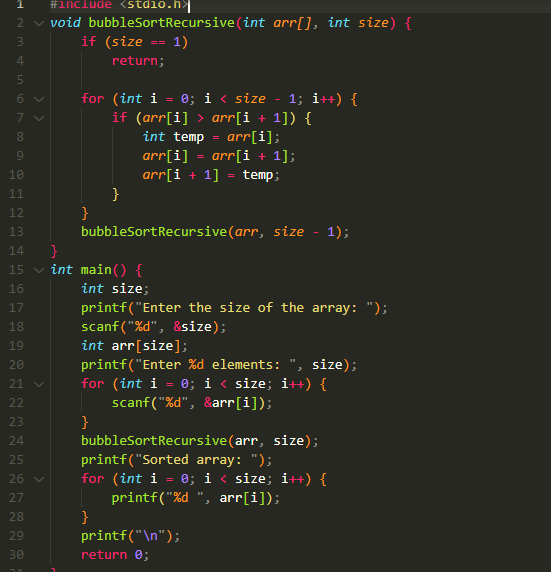 1 #include <stdio.h>
2 void bubbleSortRecursive(int arr[], int size) {
3     if (size == 1)
4         return;
5
6     for (int i = 0; i < size - 1; i++) {
7         if (arr[i] > arr[i + 1]) {
8             int temp = arr[i];
9             arr[i] = arr[i + 1];
10             arr[i + 1] = temp;
11         }
12     }
13     bubbleSortRecursive(arr, size - 1);
14 }
15 int main() {
16     int size;
17     printf("Enter the size of the array: ");
18     scanf("%d", &size);
19     int arr[size];
20     printf("Enter %d elements: ", size);
21     for (int i = 0; i < size; i++) {
22         scanf("%d", &arr[i]);
23     }
24     bubbleSortRecursive(arr, size);
25     printf("Sorted array: ");
26     for (int i = 0; i < size; i++) {
27         printf("%d ", arr[i]);
28     }
29     printf("\n");
30     return 0;
31 }